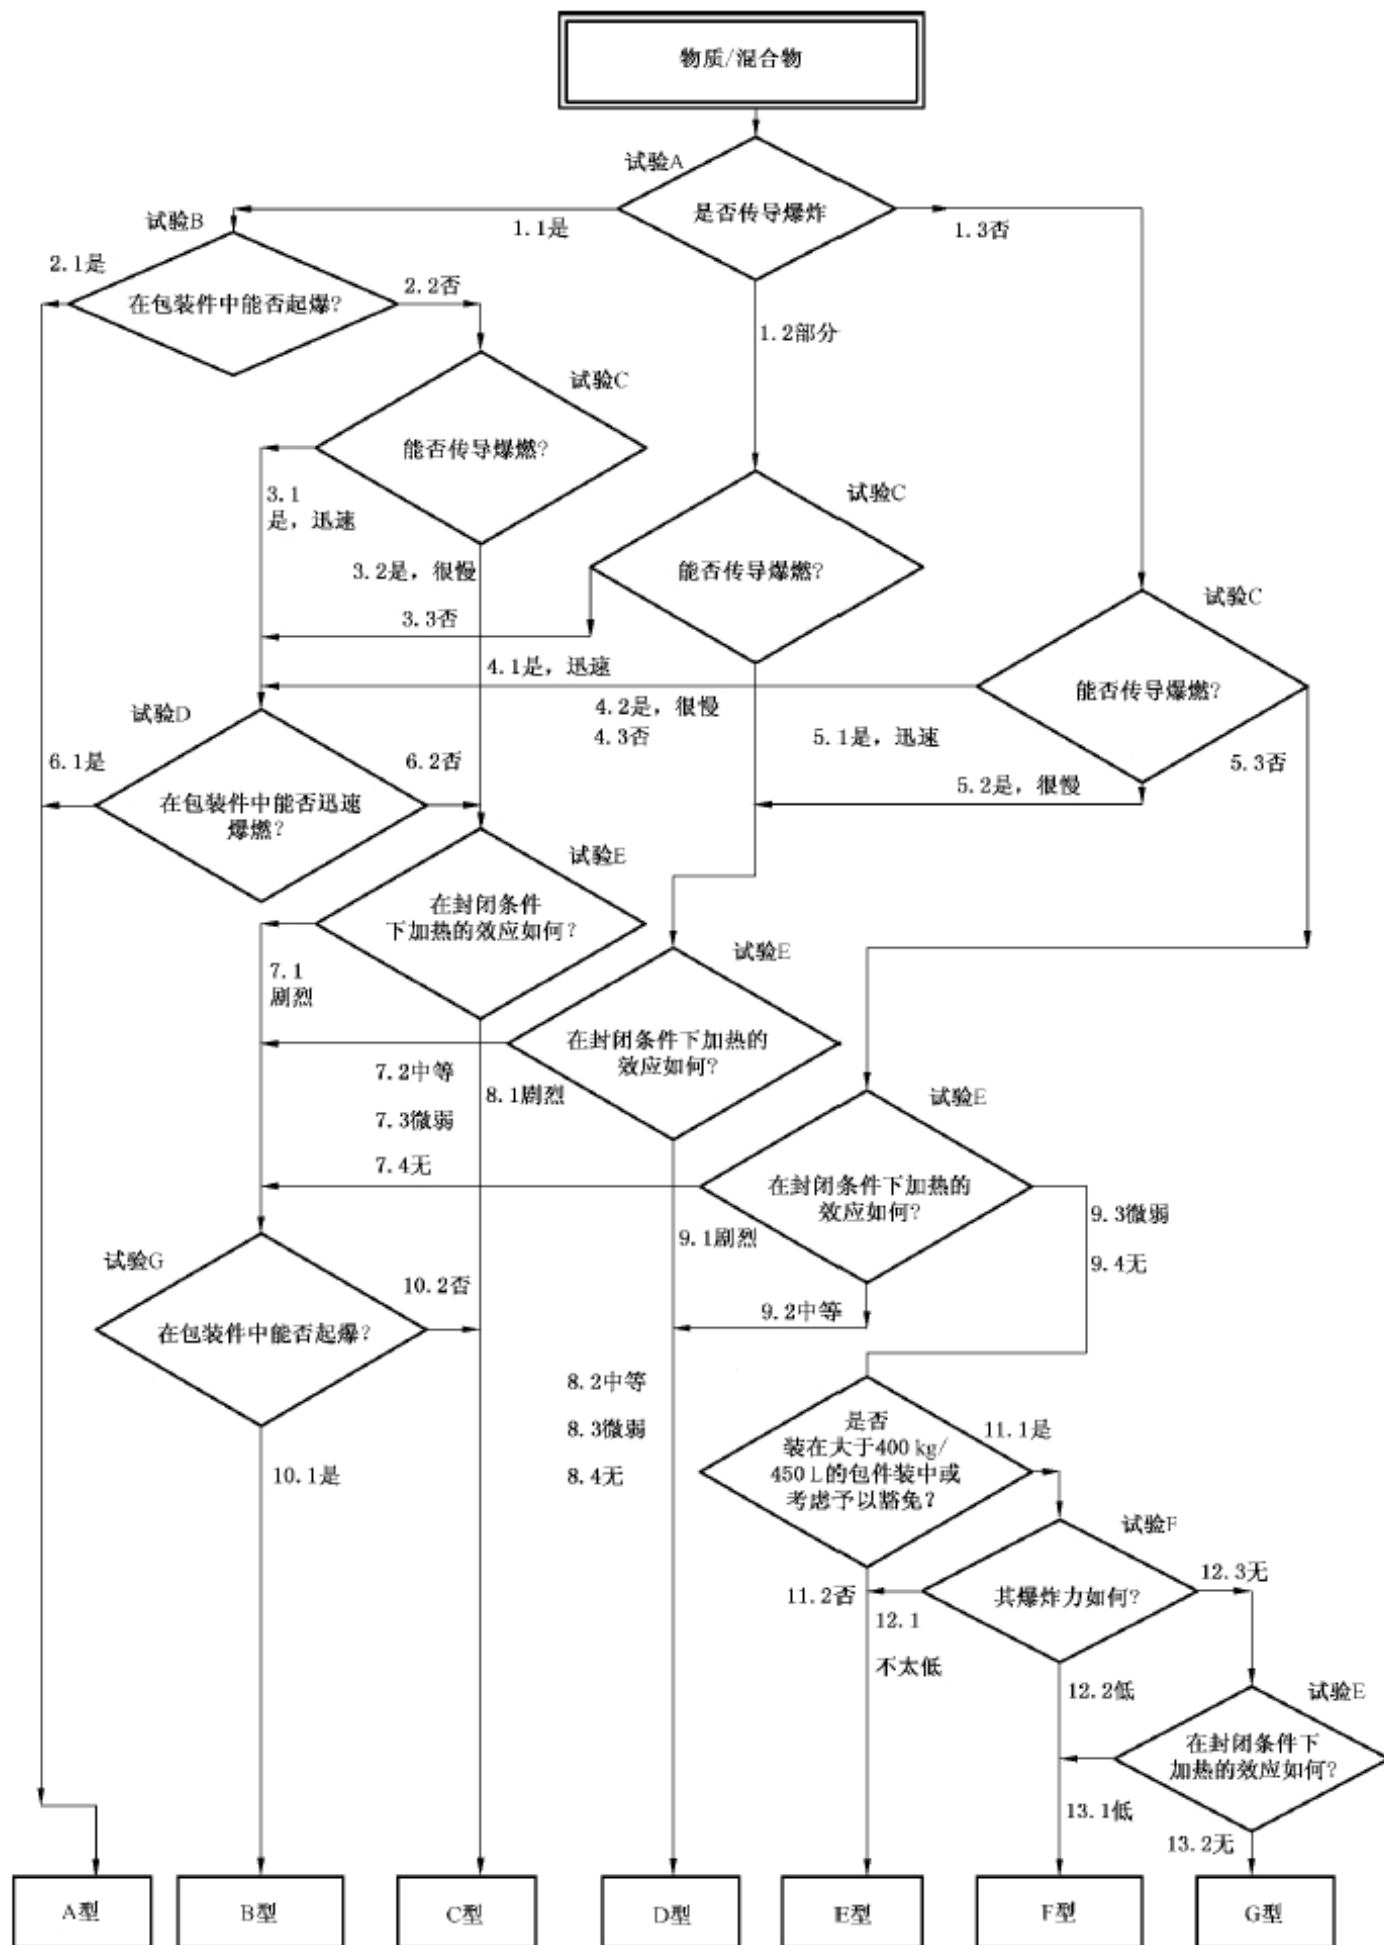 物质/混合物
试验A
是否传导爆炸
1.1是
1.3否
试验B
2.1是
在包装件中能否起爆?
2.2否
1.2部分
试验C
能否传导爆燃?
3.1
是，迅速
试验C
能否传导爆燃?
3.2是，很慢
3.3否
试验C
能否传导爆燃?
4.1是，迅速
4.2是，很慢
4.3否
5.1是，迅速
5.3否
5.2是，很慢
试验D
6.1是
6.2否
在包装件中能否迅速
爆燃?
试验E
在封闭条件
下加热的效应如何?
7.1
剧烈
试验E
在封闭条件下加热的
效应如何?
7.2中等
7.3微弱
7.4无
8.1剧烈
试验E
在封闭条件下加热的
效应如何?
9.1剧烈
9.3微弱
9.4无
9.2中等
试验G
10.2否
在包装件中能否起爆?
10.1是
8.2中等
8.3微弱
8.4无
是否
装在大于400 kg/
450 L的包件装中或
考虑予以豁免?
11.1是
11.2否
试验F
其爆炸力如何?
12.3无
12.1
不太低
12.2低
试验E
在封闭条件下
加热的效应如何?
13.1低
13.2无
A型
B型
C型
D型
E型
F型
G型